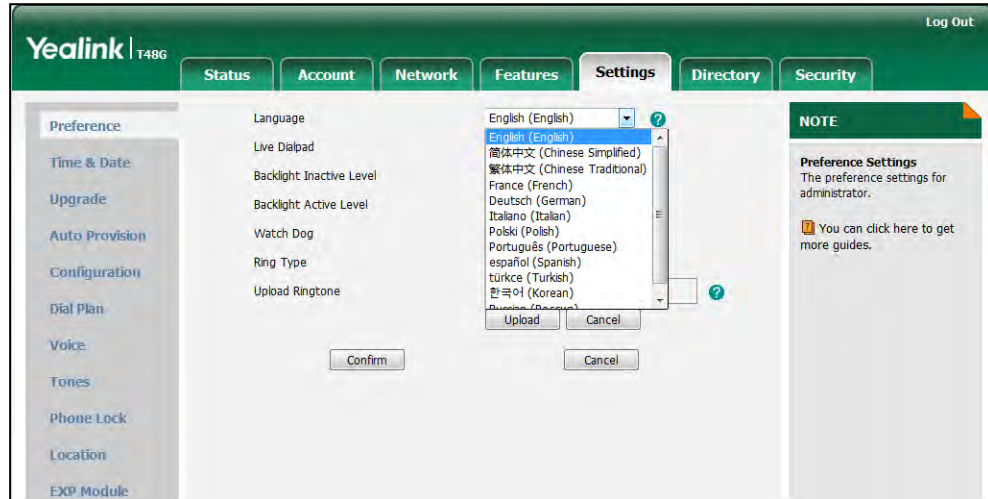 Log Out
Yealink T48G
Status Account Network Features Settings Directory Security
Preference
Time & Date
Upgrade
Auto Provision
Configuration
Dial Plan
Voice
Tones
Phone Lock
Location
EXP Module
Language English (English)
Live Dialpad
Backlight Inactive Level
Backlight Active Level
Watch Dog
Ring Type
Upload Ringtone
English (English)
简体中文 (Chinese Simplified)
繁体中文 (Chinese Traditional)
France (French)
Deutsch (German)
Italiano (Italian)
Polski (Polish)
Português (Portuguese)
español (Spanish)
türkce (Turkish)
한국어 (Korean)
Russian
Upload Cancel
Confirm Cancel
NOTE
Preference Settings
The preference settings for
administrator.
You can click here to get
more guides.